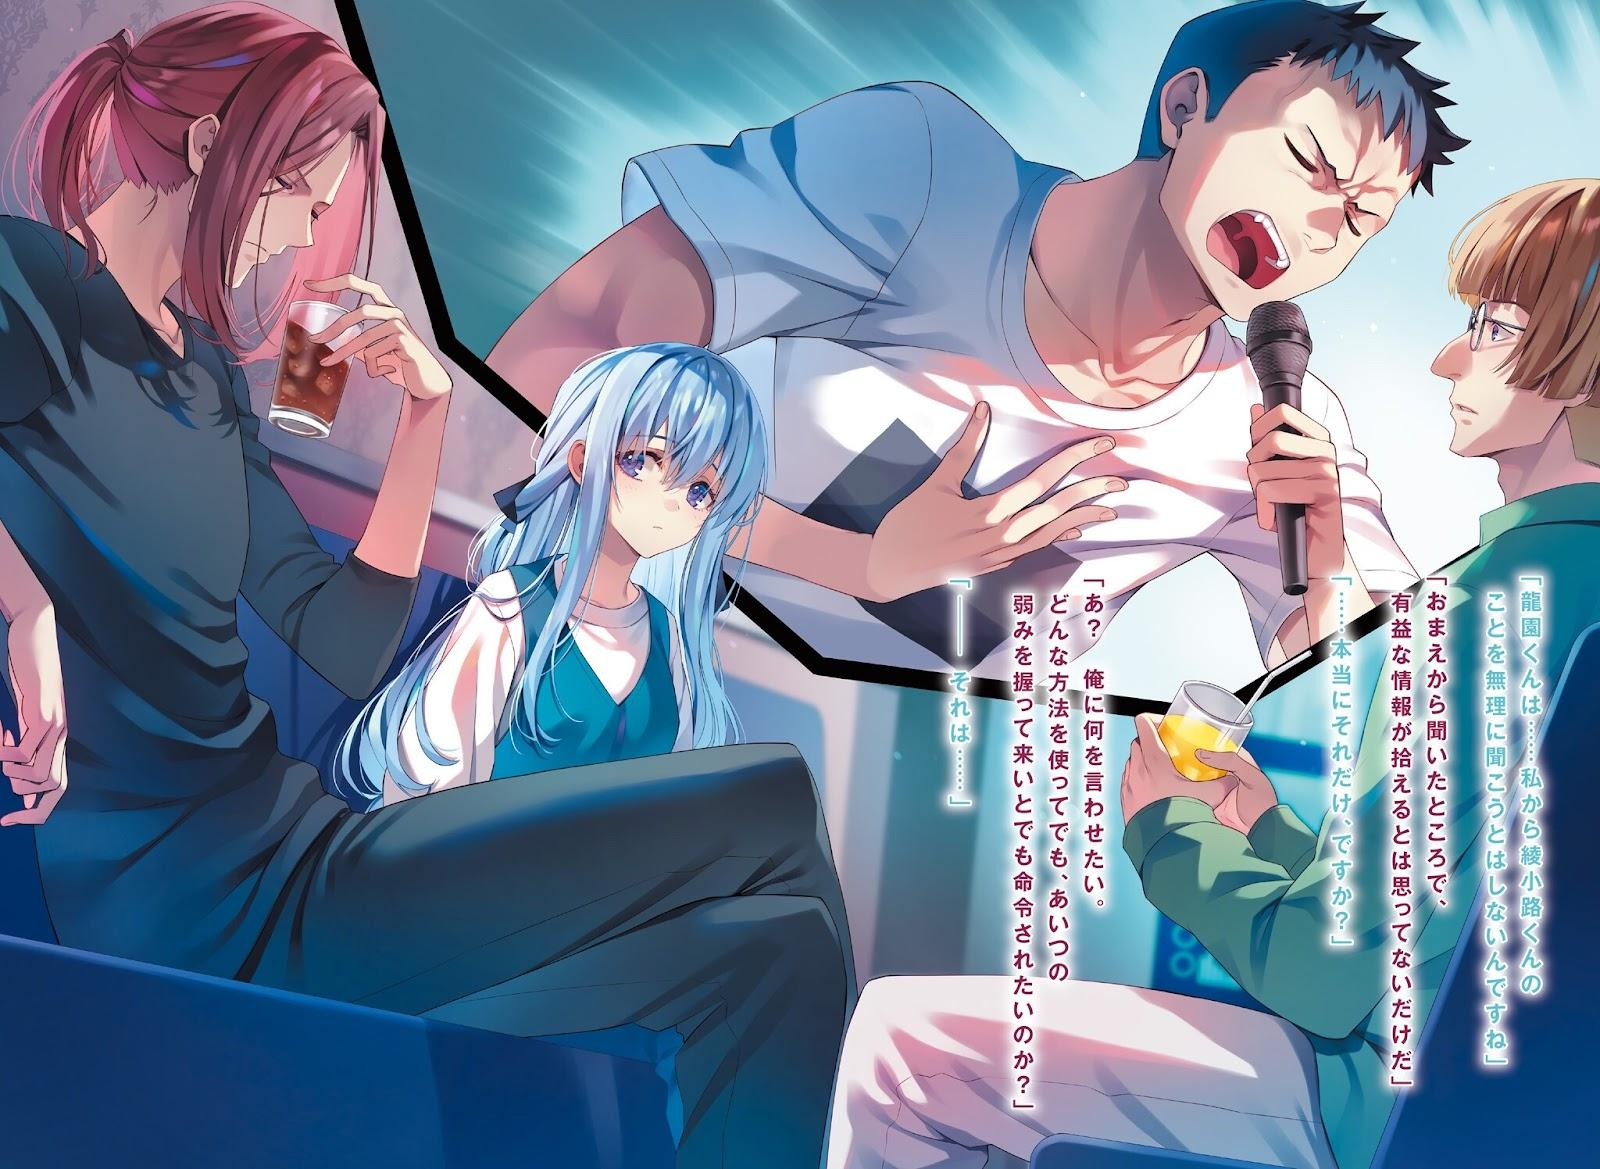 「龍園くんは……私から綾小路くんの
ことを無理に聞こうとはしないんですね」
「おまえから聞いたところで、
有益な情報が拾えるとは思ってないだけだ」
「……本当にそれだけ、ですか？」
「あ？　俺に何を言わせたい。
どんな方法を使ってでも、あいつの
弱みを握って来いとでも命令されたいのか？」
「――それは……」